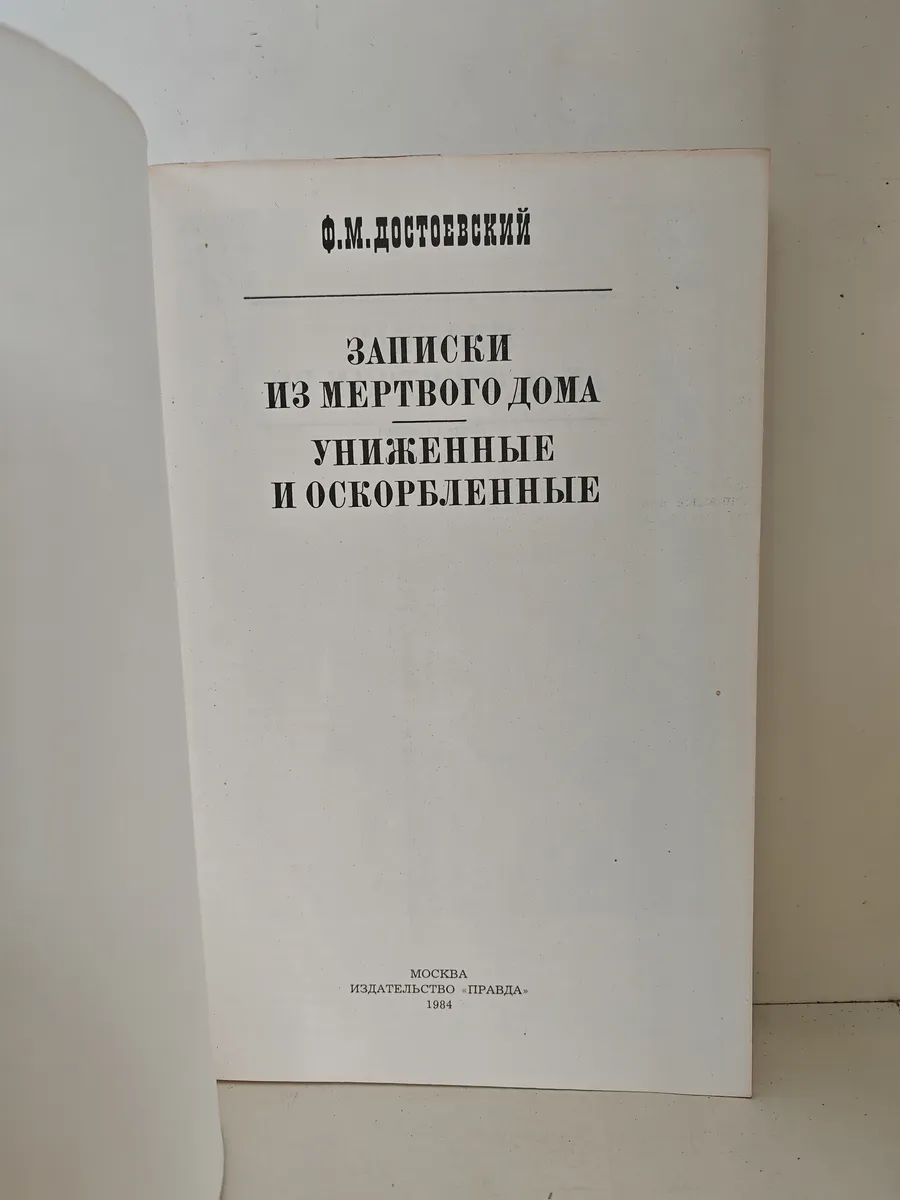 Ф.М.ДОСТОЕВСКИЙ
ЗАПИСКИ
ИЗ МЕРТВОГО ДОМА
УНИЖЕННЫЕ
И ОСКОРБЛЕННЫЕ
МОСКВА
ИЗДАТЕЛЬСТВО «ПРАВДА»
1984